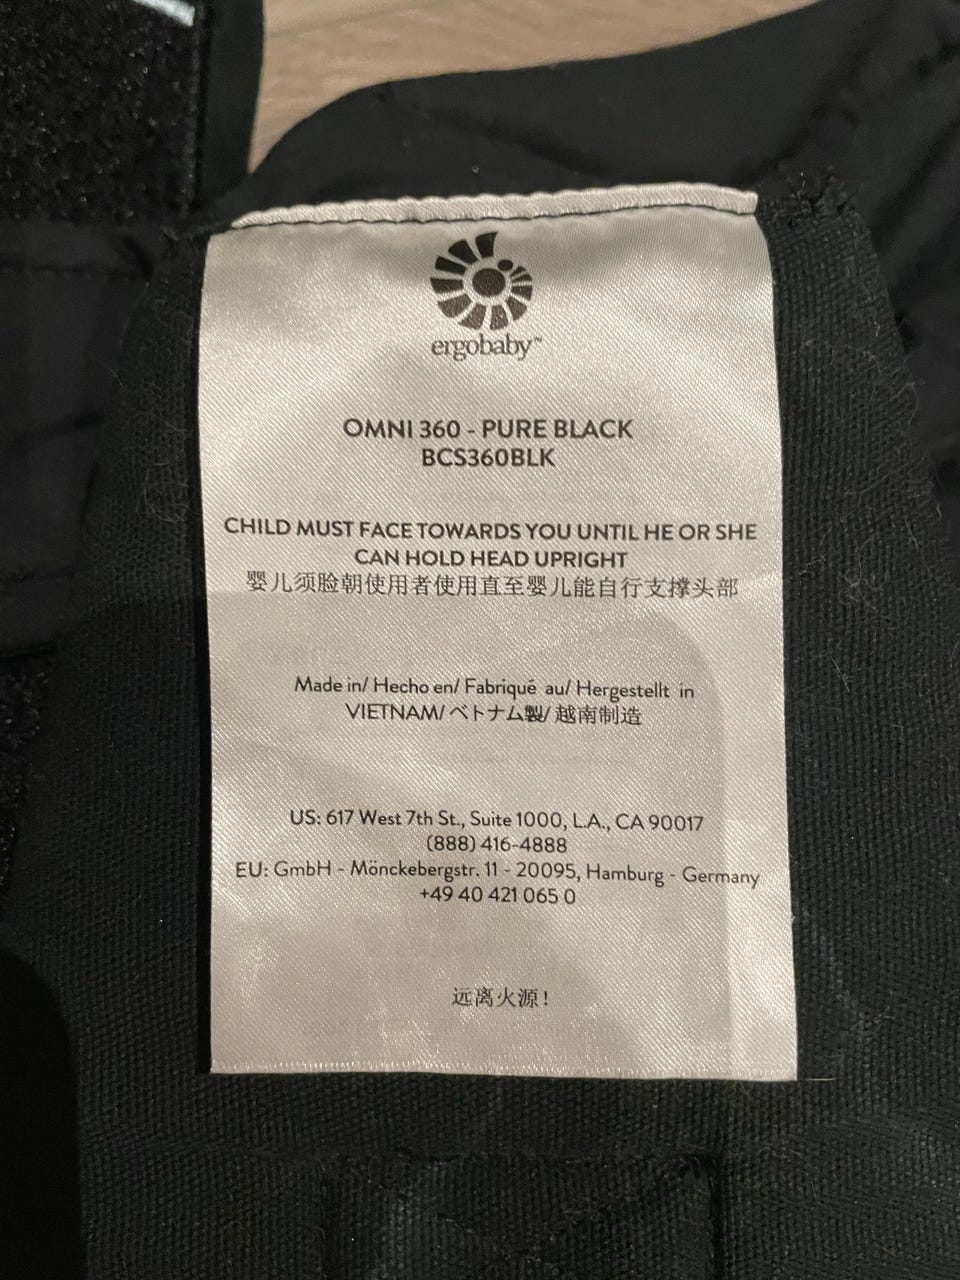 ergobaby™
OMNI 360 - PURE BLACK
BCS360BLK
CHILD MUST FACE TOWARDS YOU UNTIL HE OR SHE
CAN HOLD HEAD UPRIGHT
婴儿须脸朝使用者使用直至婴儿能自行支撑头部
Made in/ Hecho en/ Fabriqué au/ Hergestellt in
VIETNAM/ ベトナム製/ 越南制造
US: 617 West 7th St., Suite 1000, L.A., CA 90017
(888) 416-4888
EU: GmbH - Mönckebergstr. 11 - 20095, Hamburg - Germany
+49 40 421 065 0
远离火源！